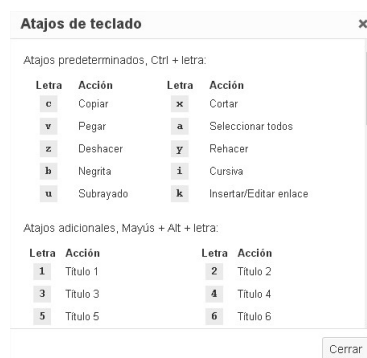 Atajos de teclado ×
Atajos predeterminados, Ctrl + letra:
Letra Acción Letra Acción
c Copiar x Cortar
v Pegar a Seleccionar todos
z Deshacer y Rehacer
b Negrita i Cursiva
u Subrayado k Insertar/Editar enlace
Atajos adicionales, Mayús + Alt + letra:
Letra Acción Letra Acción
1 Título 1 2 Título 2
3 Título 3 4 Título 4
5 Título 5 6 Título 6
Cerrar